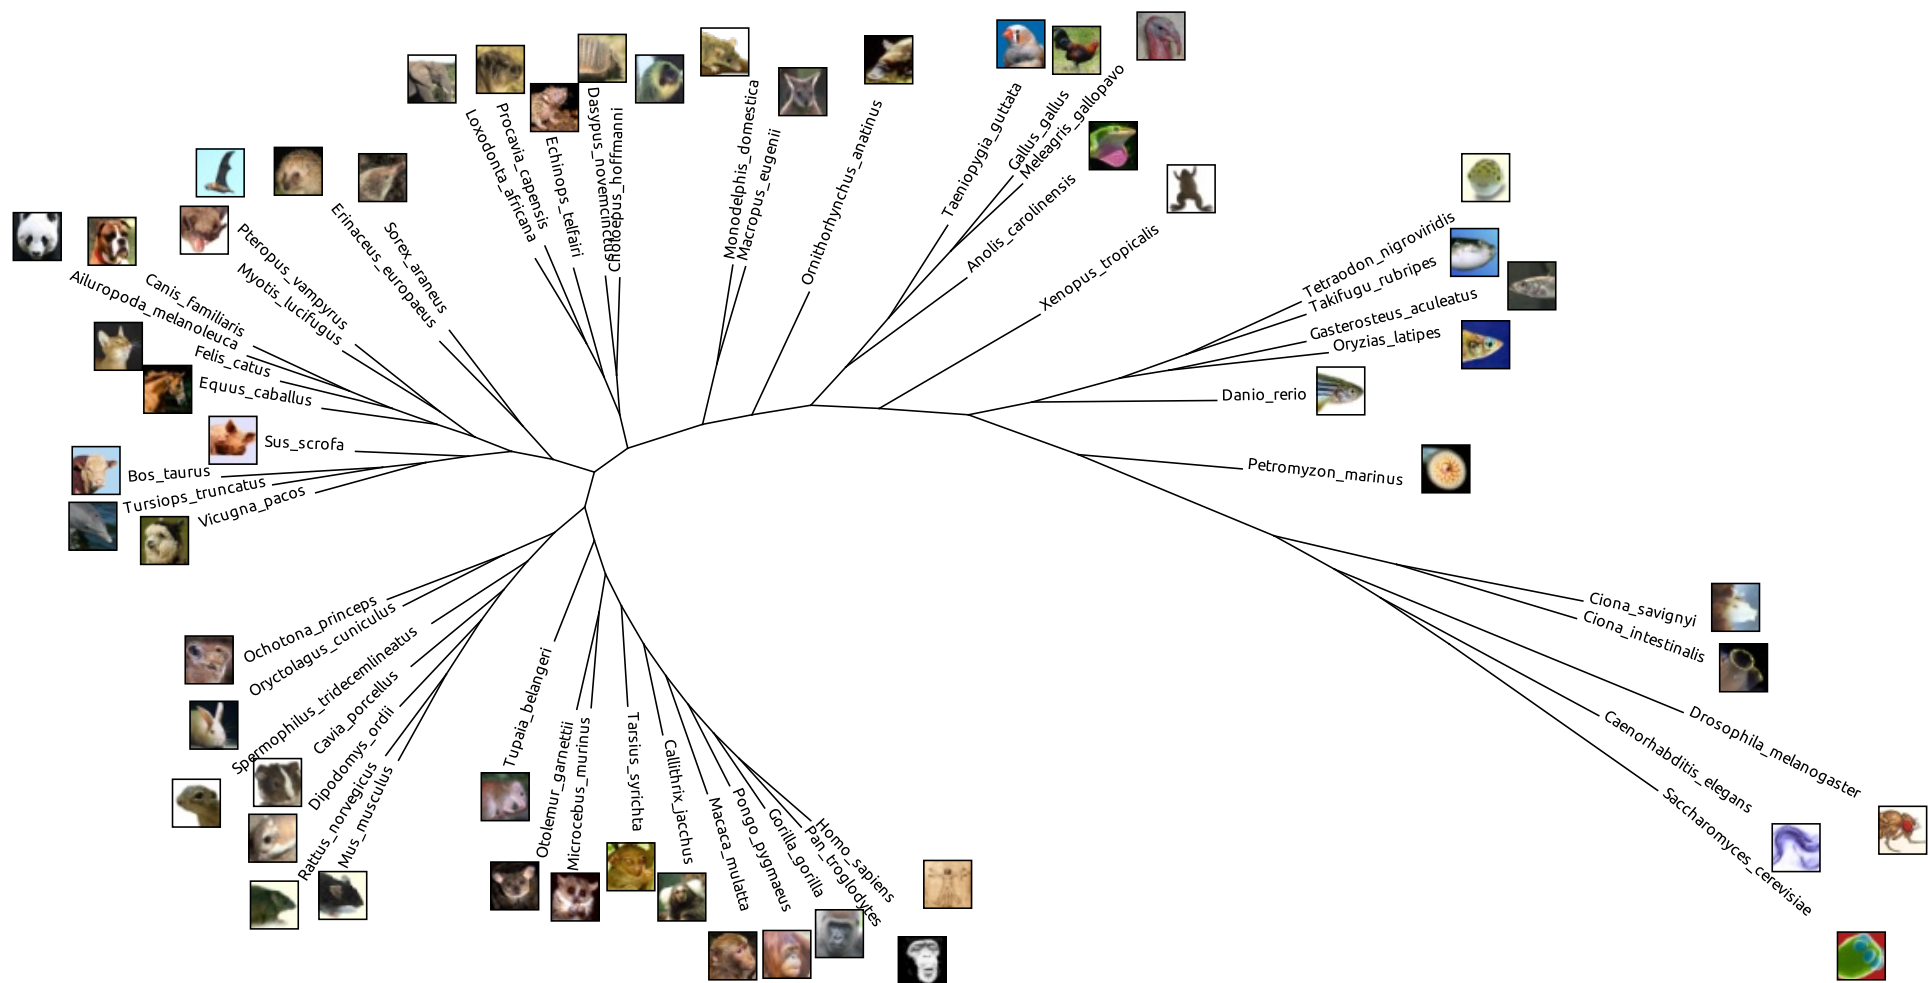 Loxodonta_africana
Procavia_capensis
Echinops_telfairi
Dasypus_novemcinctus
Choloepus_hoffmanni
Monodelphis_domestica
Macropus_eugenii
Ornithorhynchus_anatinus
Taeniopygia_guttata
Gallus_gallus
Meleagris_gallopavo
Anolis_carolinensis
Xenopus_tropicalis
Tetraodon_nigroviridis
Takifugu_rubripes
Gasterosteus_aculeatus
Oryzias_latipes
Danio_rerio
Petromyzon_marinus
Ciona_savignyi
Ciona_intestinalis
Drosophila_melanogaster
Caenorhabditis_elegans
Saccharomyces_cerevisiae
Homo_sapiens
Pan_troglodytes
Gorilla_gorilla
Pongo_pygmaeus
Macaca_mulatta
Callithrix_jacchus
Tarsius_syrichta
Microcebus_murinus
Otolemur_garnettii
Tupaia_belangeri
Mus_musculus
Rattus_norvegicus
Dipodomys_ordii
Cavia_porcellus
Spermophilus_tridecemlineatus
Oryctolagus_cuniculus
Ochotona_princeps
Vicugna_pacos
Tursiops_truncatus
Bos_taurus
Sus_scrofa
Equus_caballus
Felis_catus
Ailuropoda_melanoleuca
Canis_familiaris
Myotis_lucifugus
Pteropus_vampyrus
Erinaceus_europaeus
Sorex_araneus